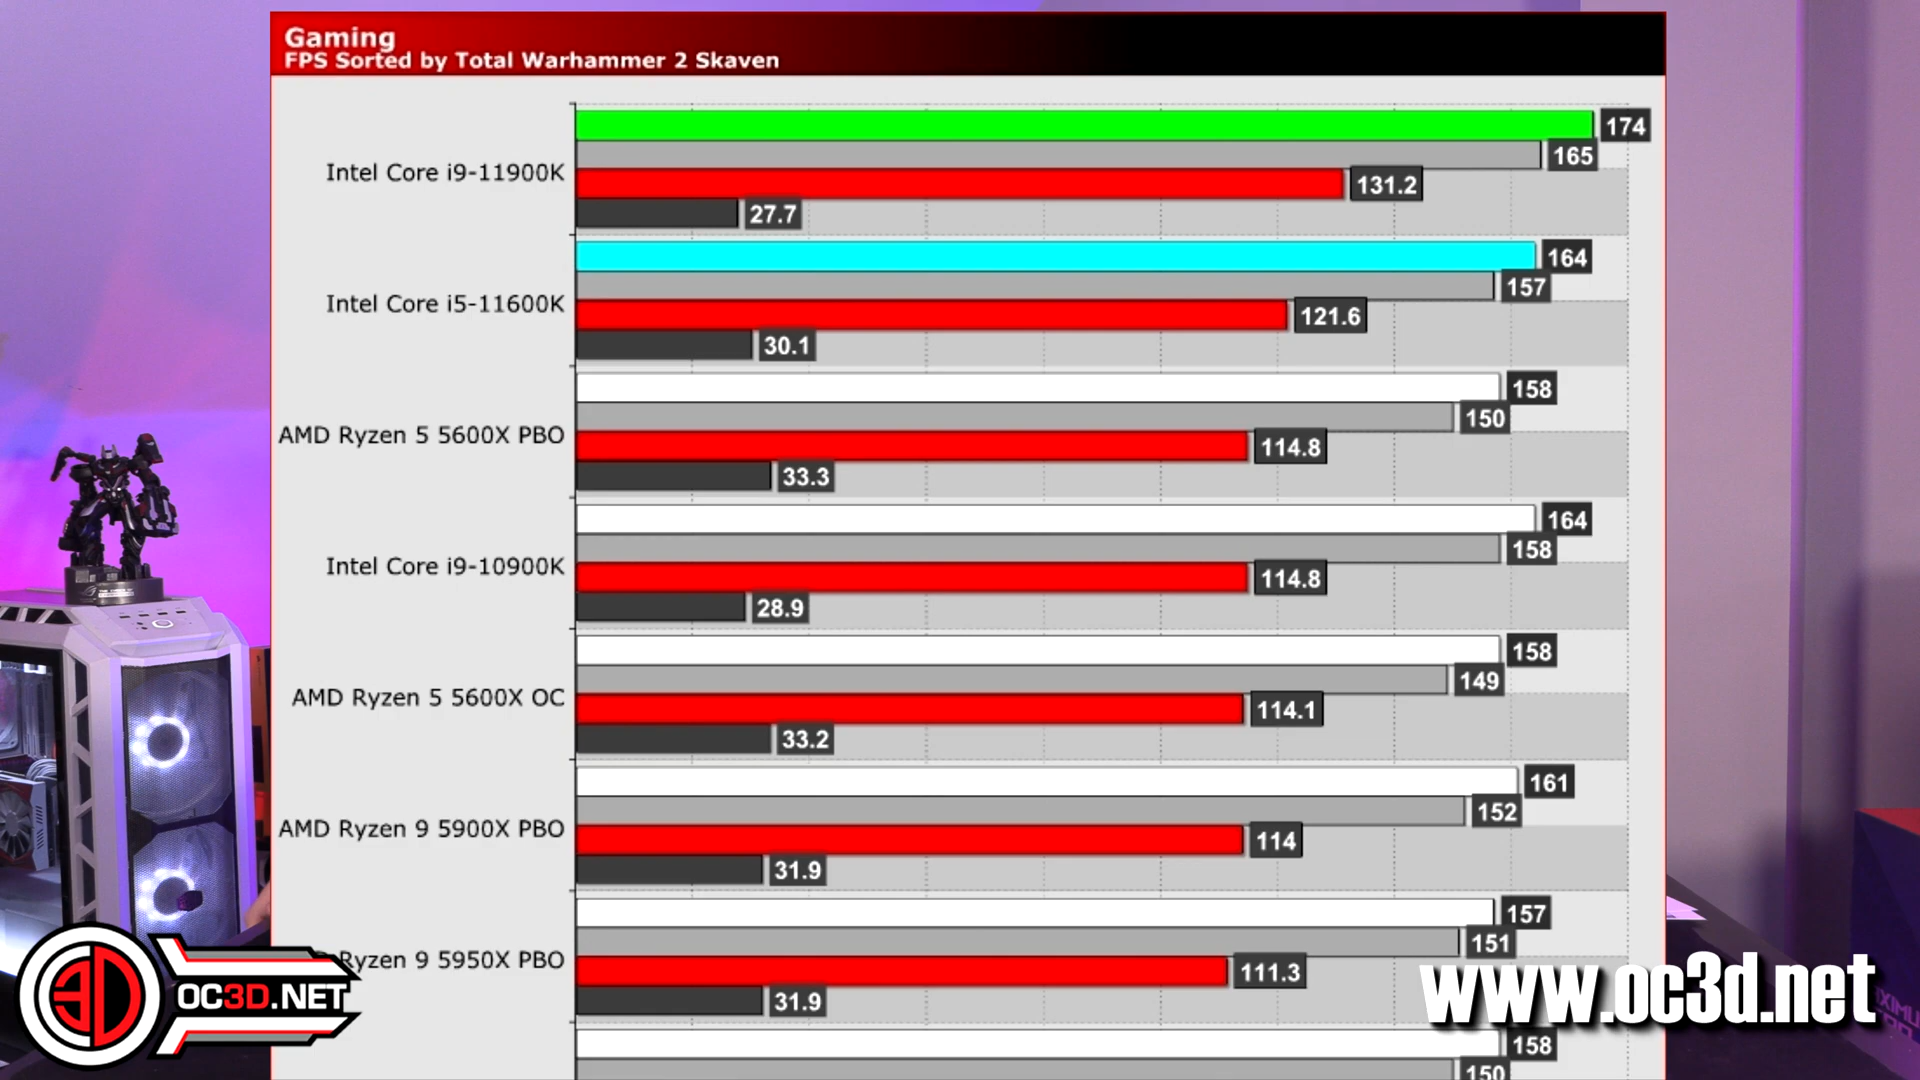 Gaming
FPS Sorted by Total Warhammer 2 Skaven
Intel Core i9-11900K
174
165
131.2
27.7
Intel Core i5-11600K
164
157
121.6
30.1
AMD Ryzen 5 5600X PBO
158
150
114.8
33.3
Intel Core i9-10900K
164
158
114.8
28.9
AMD Ryzen 5 5600X OC
158
149
114.1
33.2
AMD Ryzen 9 5900X PBO
161
152
114
31.9
Ryzen 9 5950X PBO
157
151
111.3
31.9
158
150
OC3D.NET
www.oc3d.net